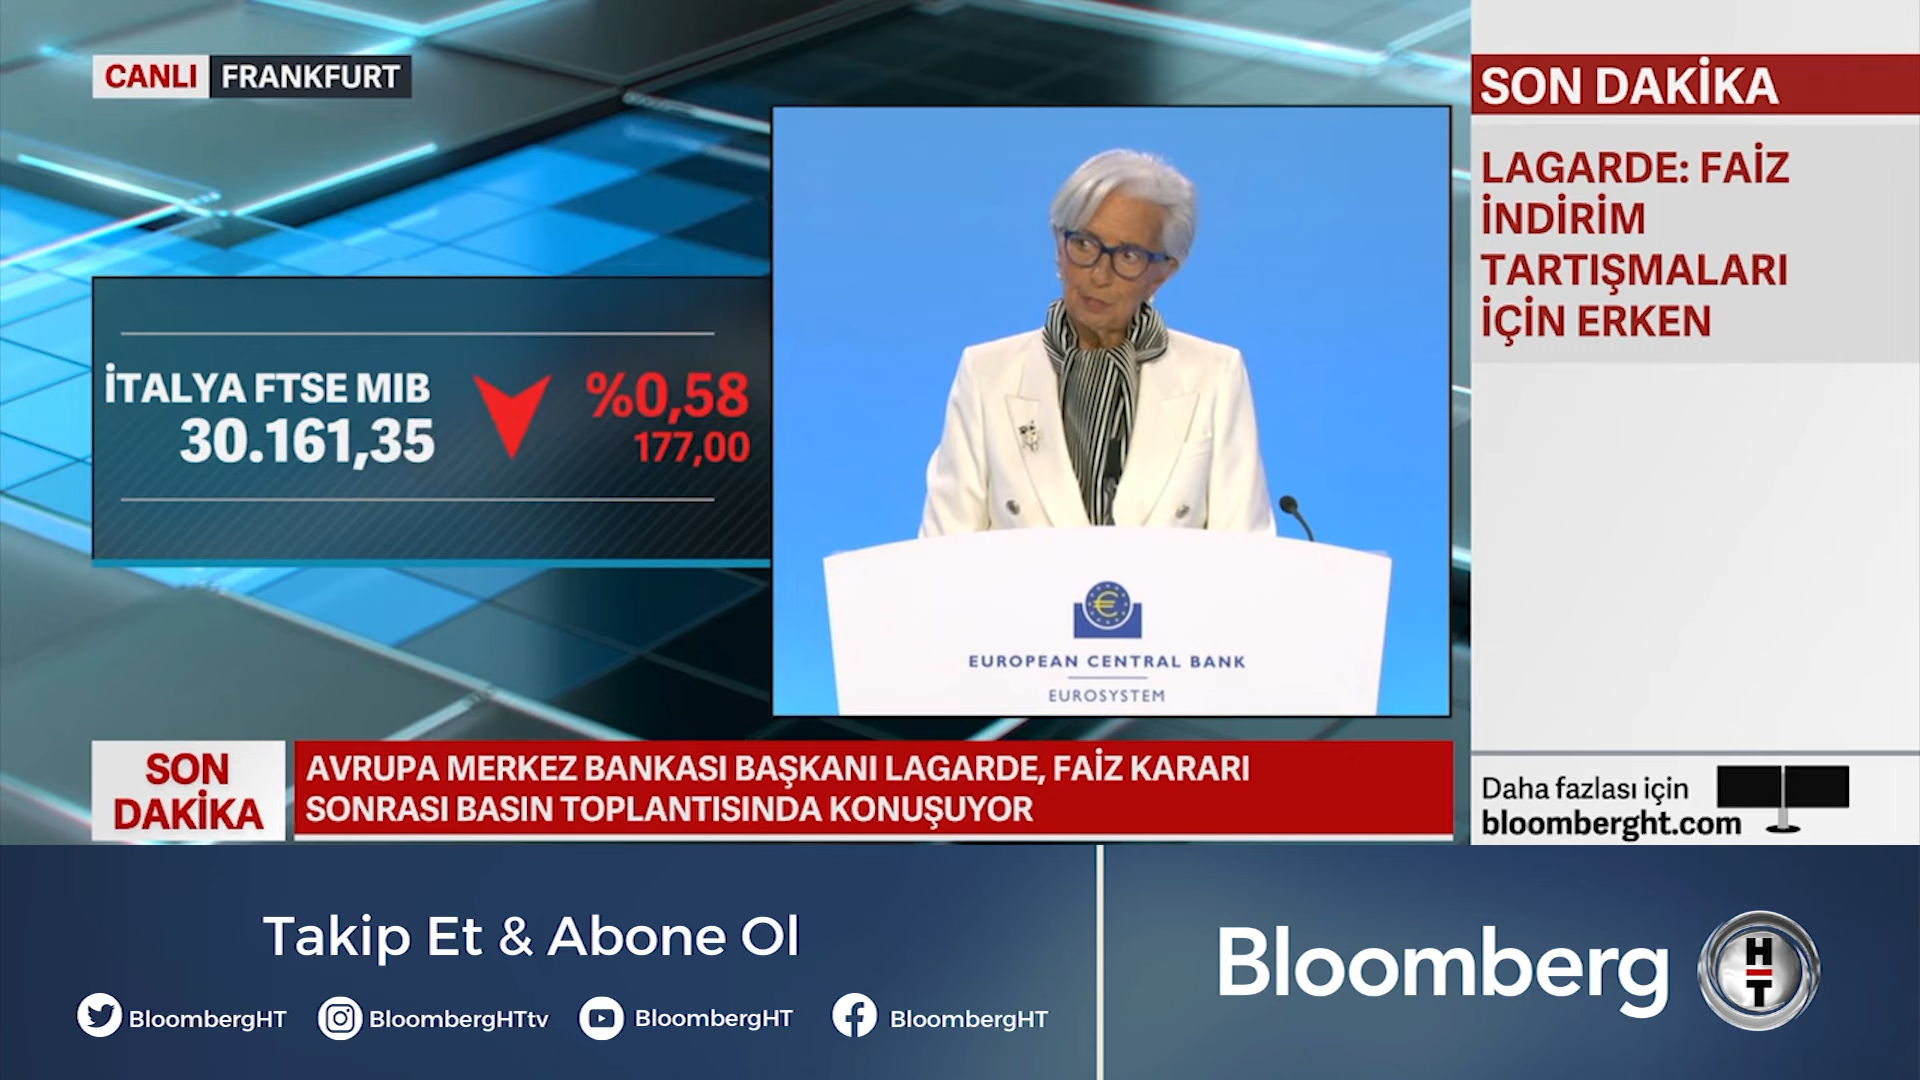 CANLI FRANKFURT
SON DAKİKA
LAGARDE: FAİZ
İNDİRİM
TARTIŞMALARI
İÇİN ERKEN
İTALYA FTSE MIB
30.161,35
%0,58
177,00
EUROPEAN CENTRAL BANK
EUROSYSTEM
SON
DAKİKA
AVRUPA MERKEZ BANKASI BAŞKANI LAGARDE, FAİZ KARARI
SONRASI BASIN TOPLANTISINDA KONUŞUYOR
Daha fazlası için
bloomberght.com
Takip Et & Abone Ol
BloombergHT BloombergHTtv BloombergHT BloombergHT
Bloomberg HT